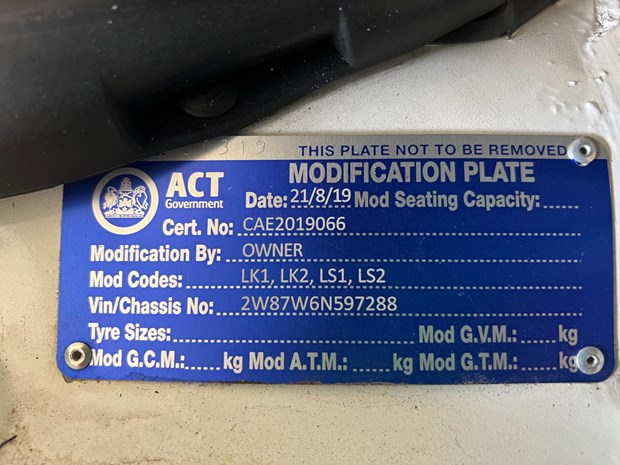 319
THIS PLATE NOT TO BE REMOVED
ACT
Government
MODIFICATION PLATE
Date: 21/8/19 Mod Seating Capacity:
Cert. No: CAE2019066
Modification By: OWNER
Mod Codes: LK1, LK2, LS1, LS2
Vin/Chassis No: 2W87W6N597288
Tyre Sizes: Mod G.V.M.: kg
Mod G.C.M.: kg Mod A.T.M.: kg Mod G.T.M.: kg